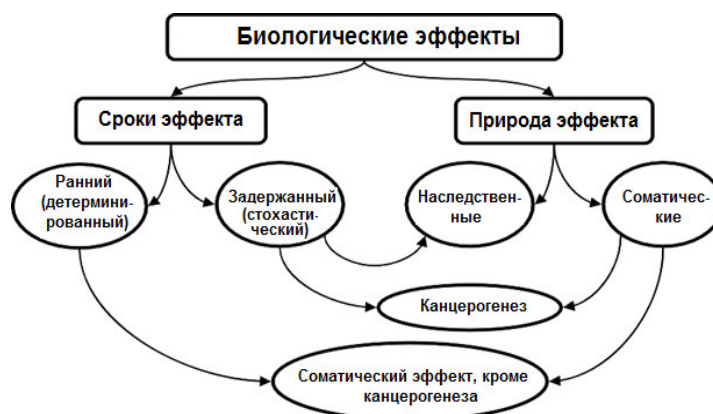 Биологические эффекты
Сроки эффекта
Природа эффекта
Ранний
(детермини-
рованный)
Задержанный
(стохасти-
ческий)
Наследствен-
ные
Соматичес-
кие
Канцерогенез
Соматический эффект, кроме
канцерогенеза